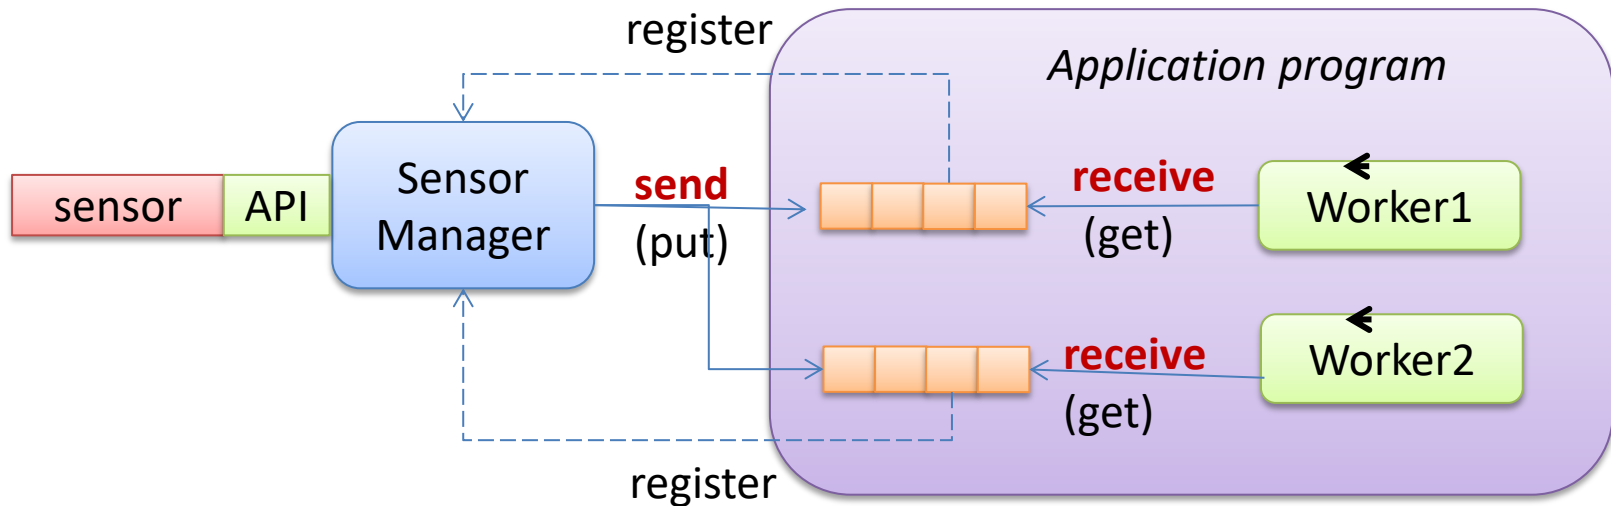 register
Application program
sensor
API
Sensor
Manager
send
(put)
receive
(get)
Worker1
receive
(get)
Worker2
register